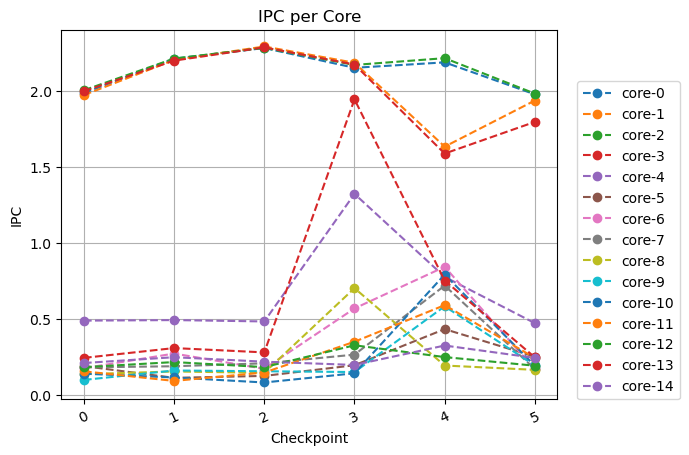 IPC per Core
IPC
2.0
1.5
1.0
0.5
0.0
0
1
2
3
4
5
Checkpoint
core-0
core-1
core-2
core-3
core-4
core-5
core-6
core-7
core-8
core-9
core-10
core-11
core-12
core-13
core-14